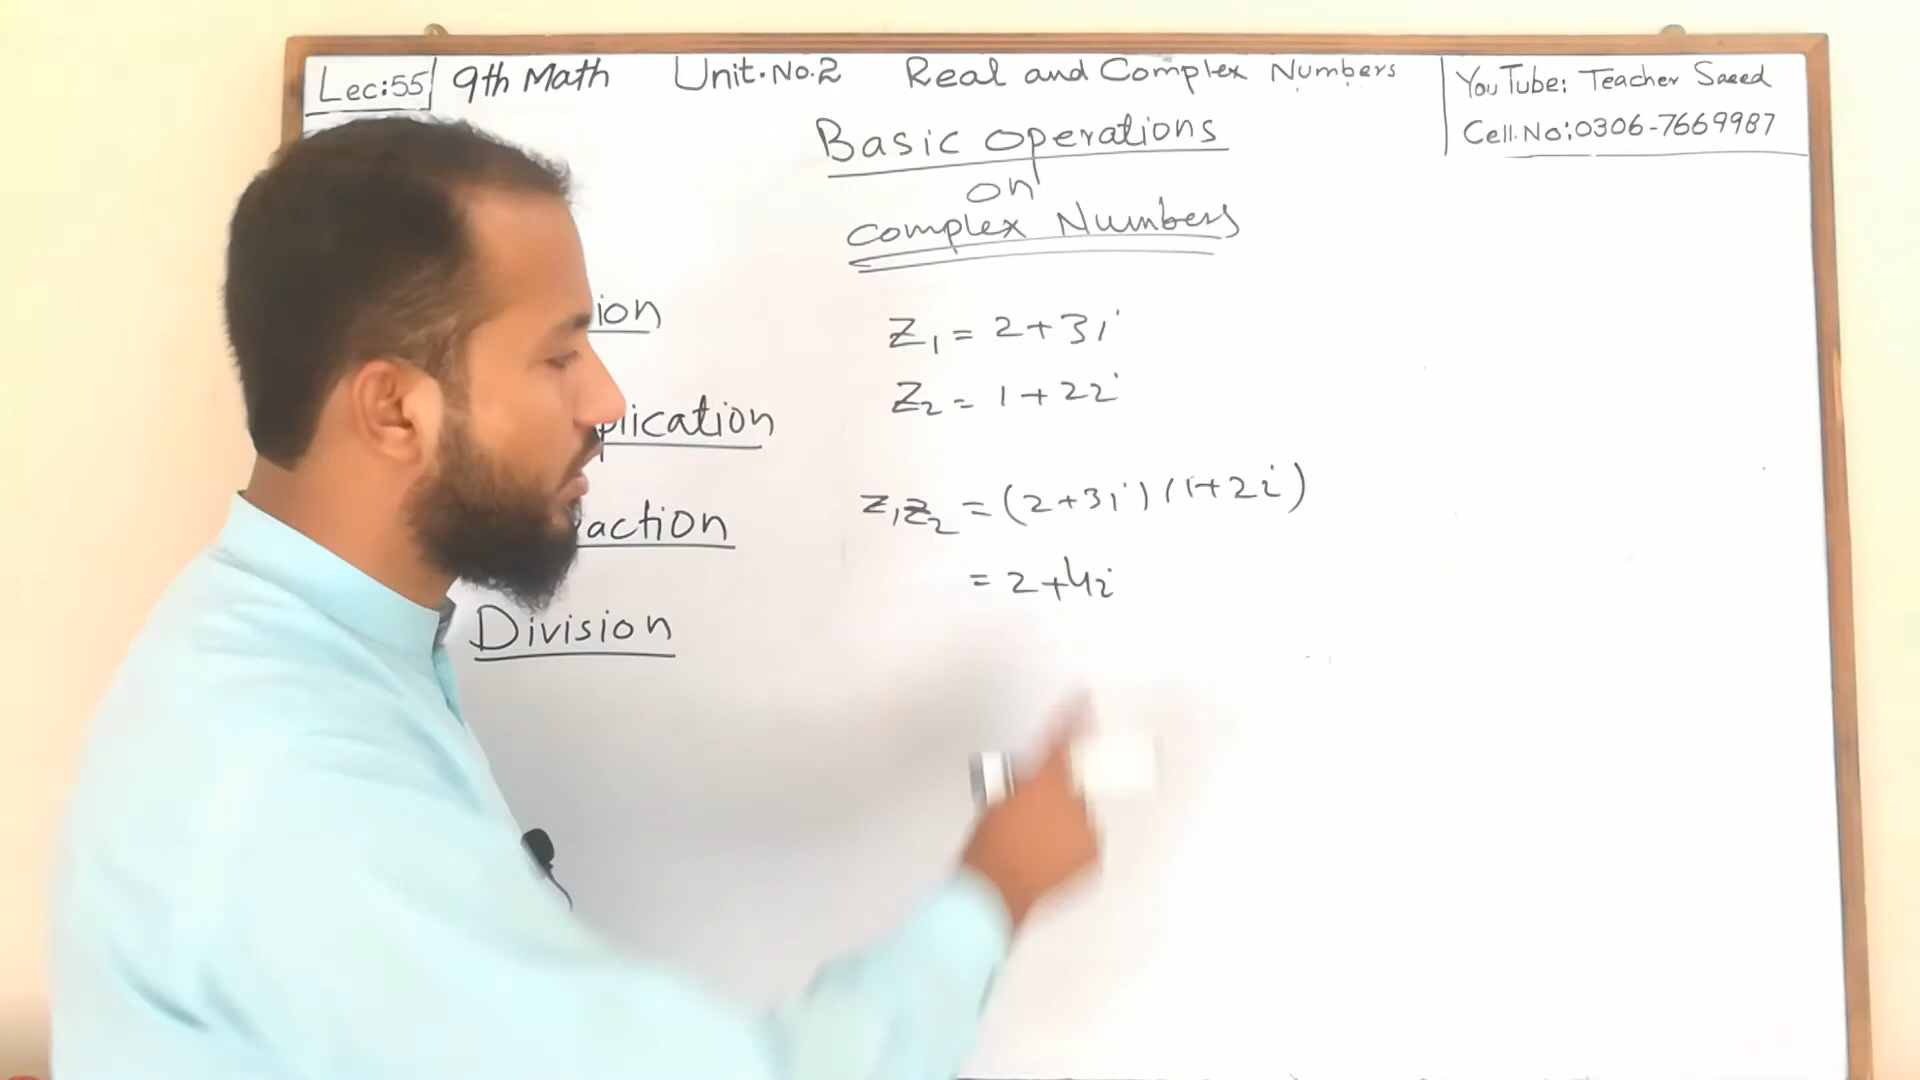 Lec:55 9th Math Unit.No.2 Real and Complex Numbers
YouTube: Teacher Saeed
Cell.No:0306-7669987
Basic operations
on
complex Numbers
ion
plication
action
Division
Z₁ = 2+3i
Z₂ = 1+2i
Z₁Z₂ = (2+3i)(1+2i)
= 2+4i